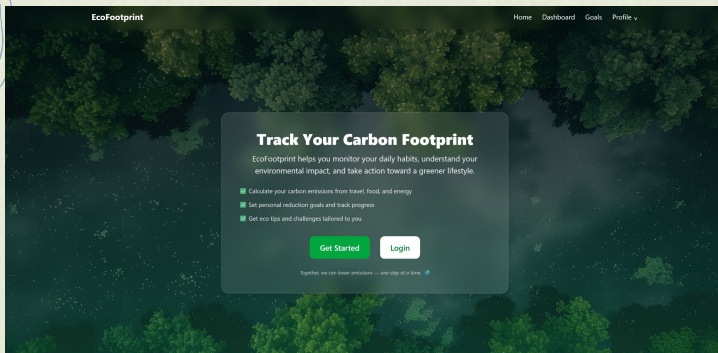 EcoFootprint
Home Dashboard Goals Profile
Track Your Carbon Footprint
EcoFootprint helps you monitor your daily habits, understand your
environmental impact, and take action toward a greener lifestyle.
✅ Calculate your carbon emissions from travel, food, and energy
✅ Set personal reduction goals and track progress
✅ Get eco tips and challenges tailored to you
Get Started Login
Together, we can lower emissions — one step at a time. 🌍